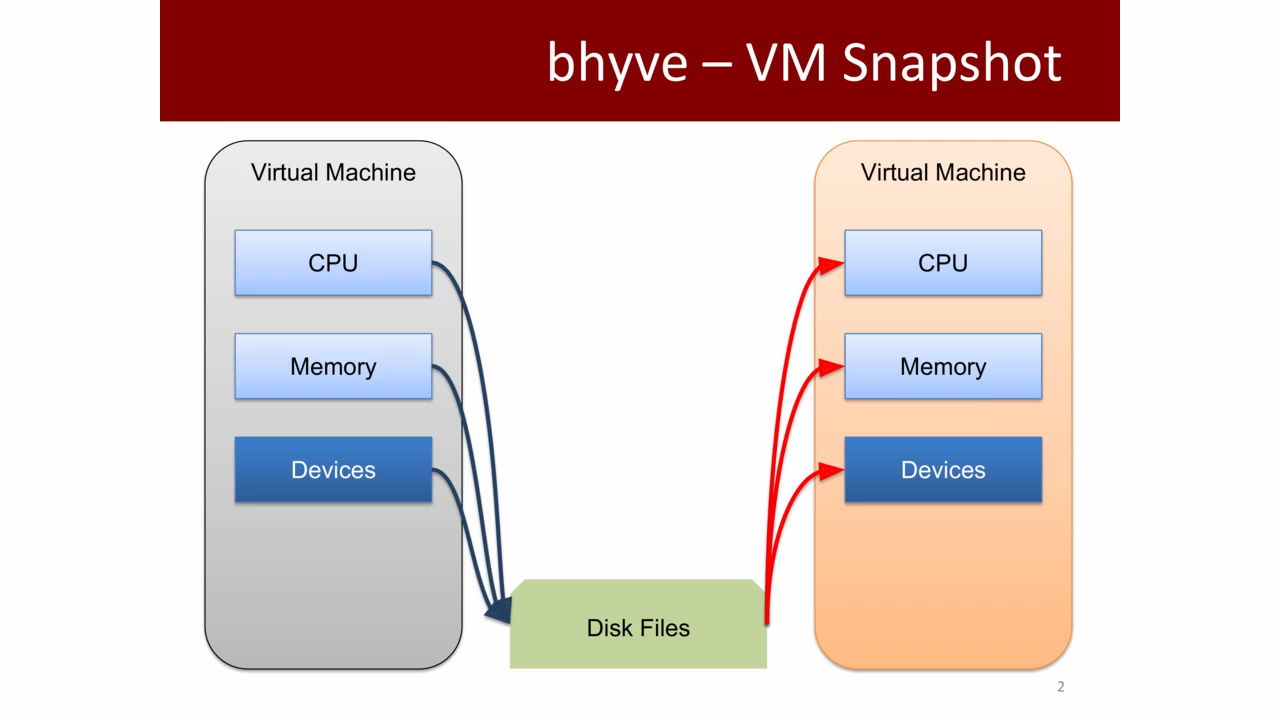 bhyve – VM Snapshot
Virtual Machine
CPU
Memory
Devices
Disk Files
Virtual Machine
CPU
Memory
Devices
2